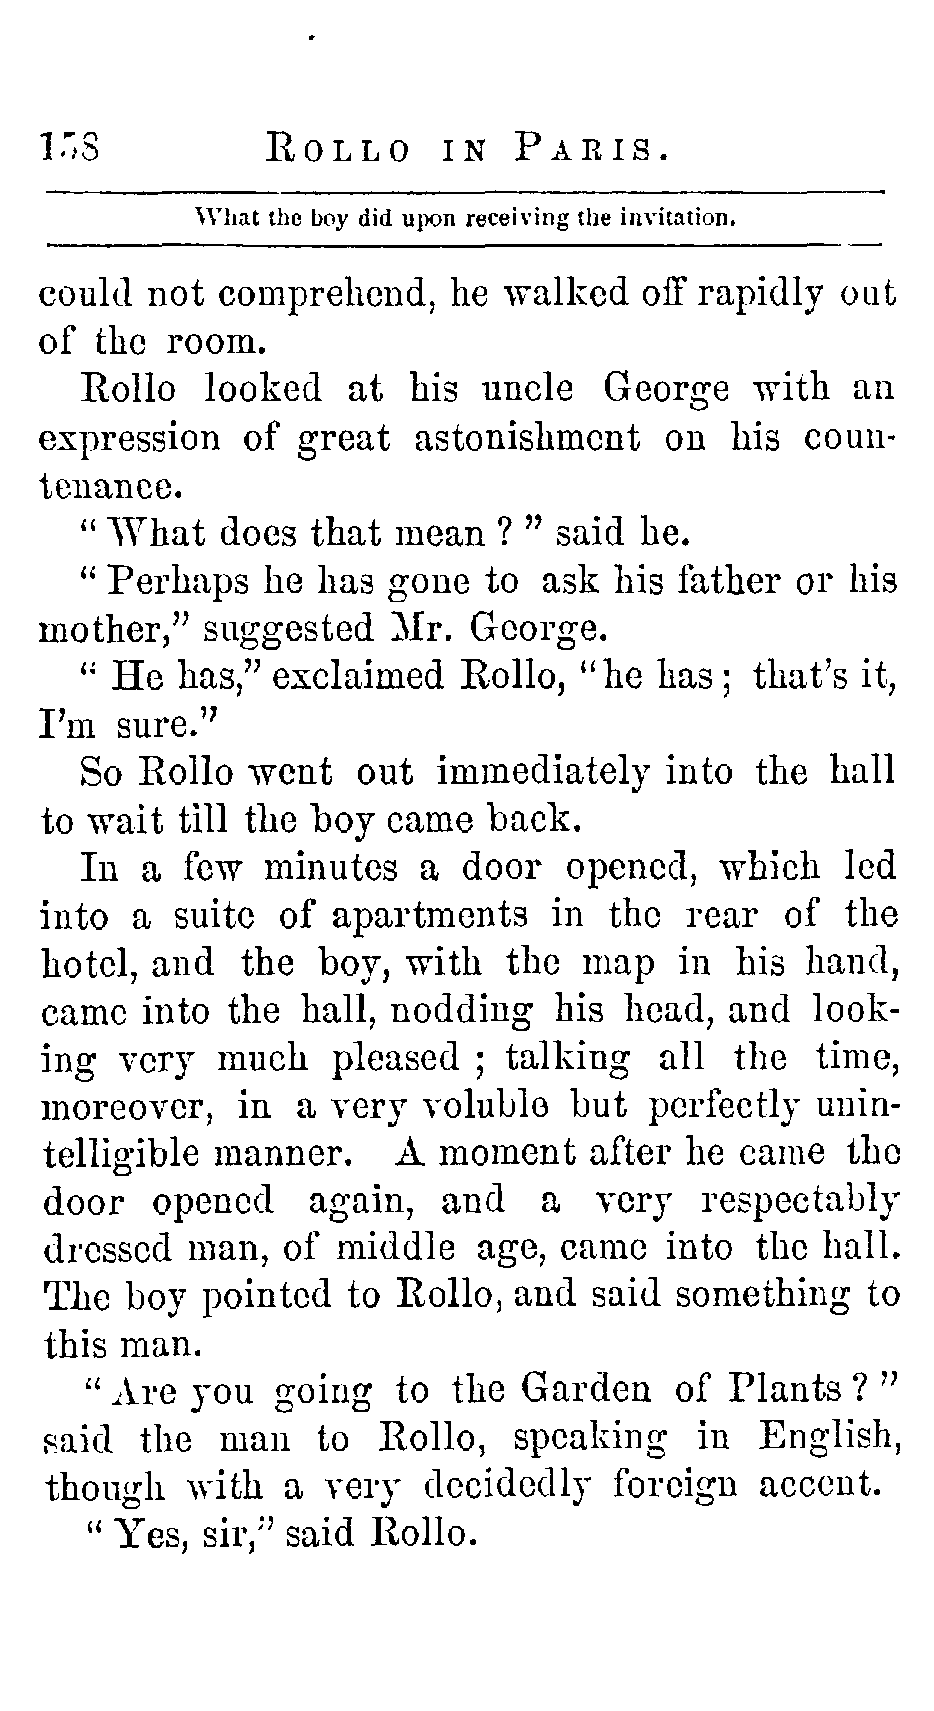 158 ROLLO IN PARIS.
What the boy did upon receiving the invitation.
could not comprehend, he walked off rapidly out
of the room.
Rollo looked at his uncle George with an
expression of great astonishment on his coun-
tenance.
“ What does that mean ? ” said he.
“ Perhaps he has gone to ask his father or his
mother,” suggested Mr. George.
“ He has,” exclaimed Rollo, “he has ; that’s it,
I’m sure.”
So Rollo went out immediately into the hall
to wait till the boy came back.
In a few minutes a door opened, which led
into a suite of apartments in the rear of the
hotel, and the boy, with the map in his hand,
came into the hall, nodding his head, and look-
ing very much pleased ; talking all the time,
moreover, in a very voluble but perfectly unin-
telligible manner. A moment after he came the
door opened again, and a very respectably
dressed man, of middle age, came into the hall.
The boy pointed to Rollo, and said something to
this man.
“ Are you going to the Garden of Plants ? ”
said the man to Rollo, speaking in English,
though with a very decidedly foreign accent.
“ Yes, sir,” said Rollo.